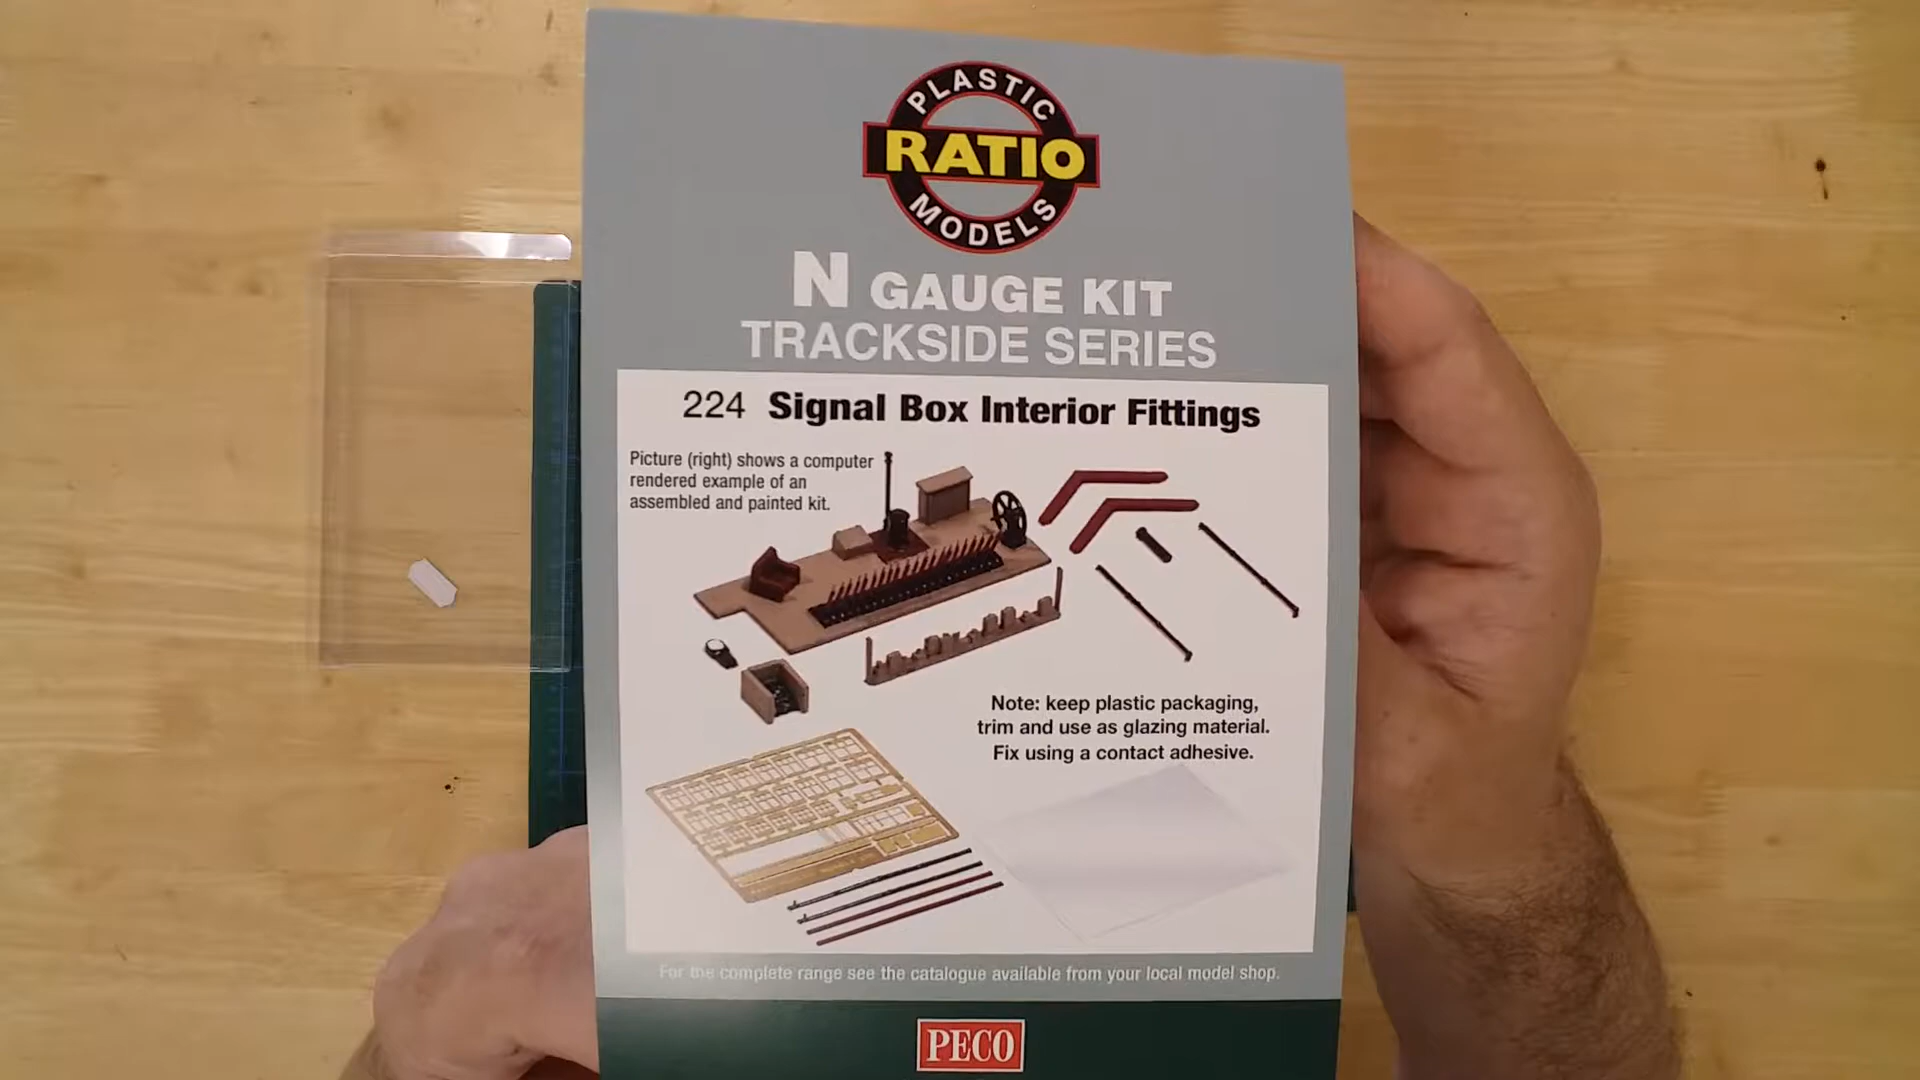 PLASTIC
RATIO
MODELS
N GAUGE KIT
TRACKSIDE SERIES
224 Signal Box Interior Fittings
Picture (right) shows a computer
rendered example of an
assembled and painted kit.
Note: keep plastic packaging,
trim and use as glazing material.
Fix using a contact adhesive.
For the complete range see the catalogue available from your local model shop.
PECO